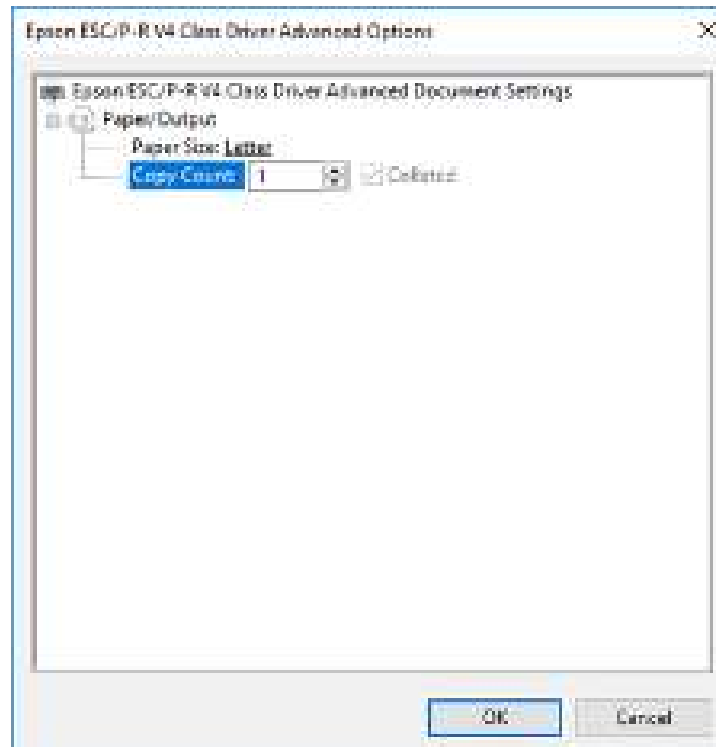 Epson ESC/P-R V4 Class Driver Advanced Options
Epson ESC/P-R V4 Class Driver Advanced Document Settings
Paper/Output
Paper Size: Letter
Copy Count: 1 Collated
OK Cancel